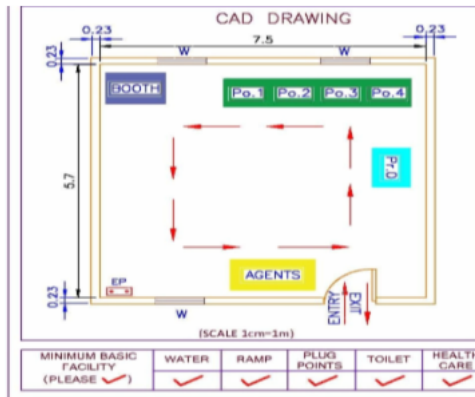 CAD DRAWING
0.23
7.5
0.23
W
W
0.23
BOOTH
Po.1
Po.2
Po.3
Po.4
5.7
Pr.O
EP
AGENTS
0.23
W
ENTRY
EXIT
0.23
(SCALE 1cm=1m)
MINIMUM BASIC FACILITY (PLEASE ✓)
WATER
RAMP
PLUG POINTS
TOILET
HEALTH CARE